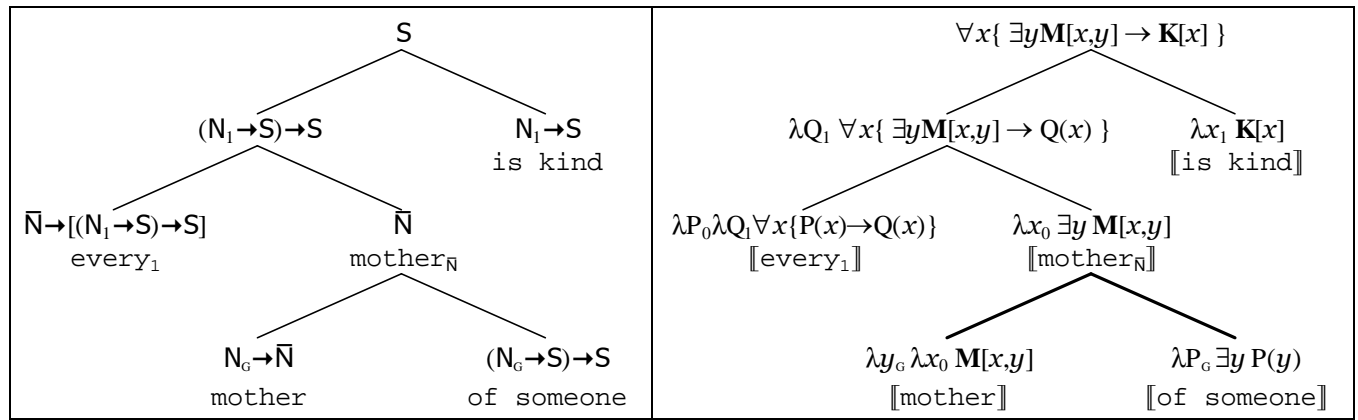 S
(N₁→S)→S N₁→S
is kind
N̄→[(N₁→S)→S] N̄
every₁ mother_N̄
N_G→N̄ (N_G→S)→S
mother of someone
∀x{ ∃yM[x,y] → K[x] }
λQ₁ ∀x{ ∃yM[x,y] → Q(x) } λx₁ K[x]
⟦is kind⟧
λP₀λQ₁∀x{P(x)→Q(x)} λx₀ ∃y M[x,y]
⟦every₁⟧ ⟦mother_N̄⟧
λy_G λx₀ M[x,y] λP_G ∃y P(y)
⟦mother⟧ ⟦of someone⟧